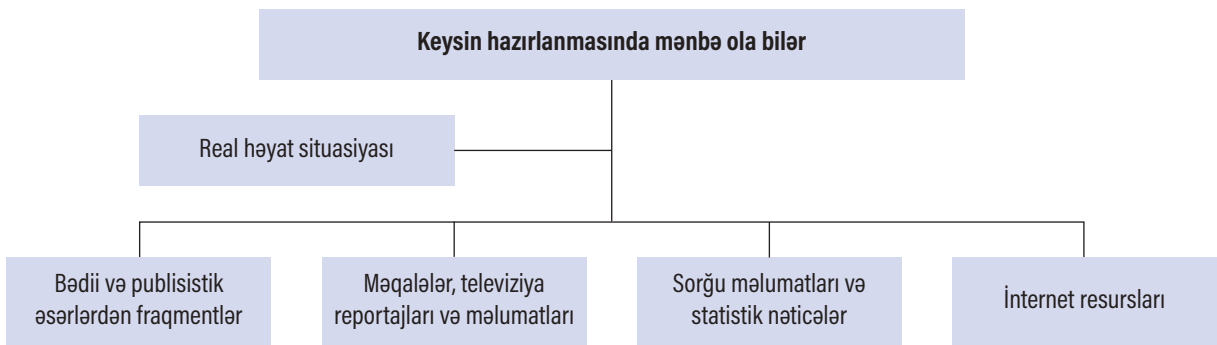 Keysin hazırlanmasında mənbə ola bilər
Real həyat situasiyası
Bədii və publisistik
əsərlərdən fraqmentlər
Məqalələr, televiziya
reportajları və məlumatları
Sorğu məlumatları və
statistik nəticələr
İnternet resursları